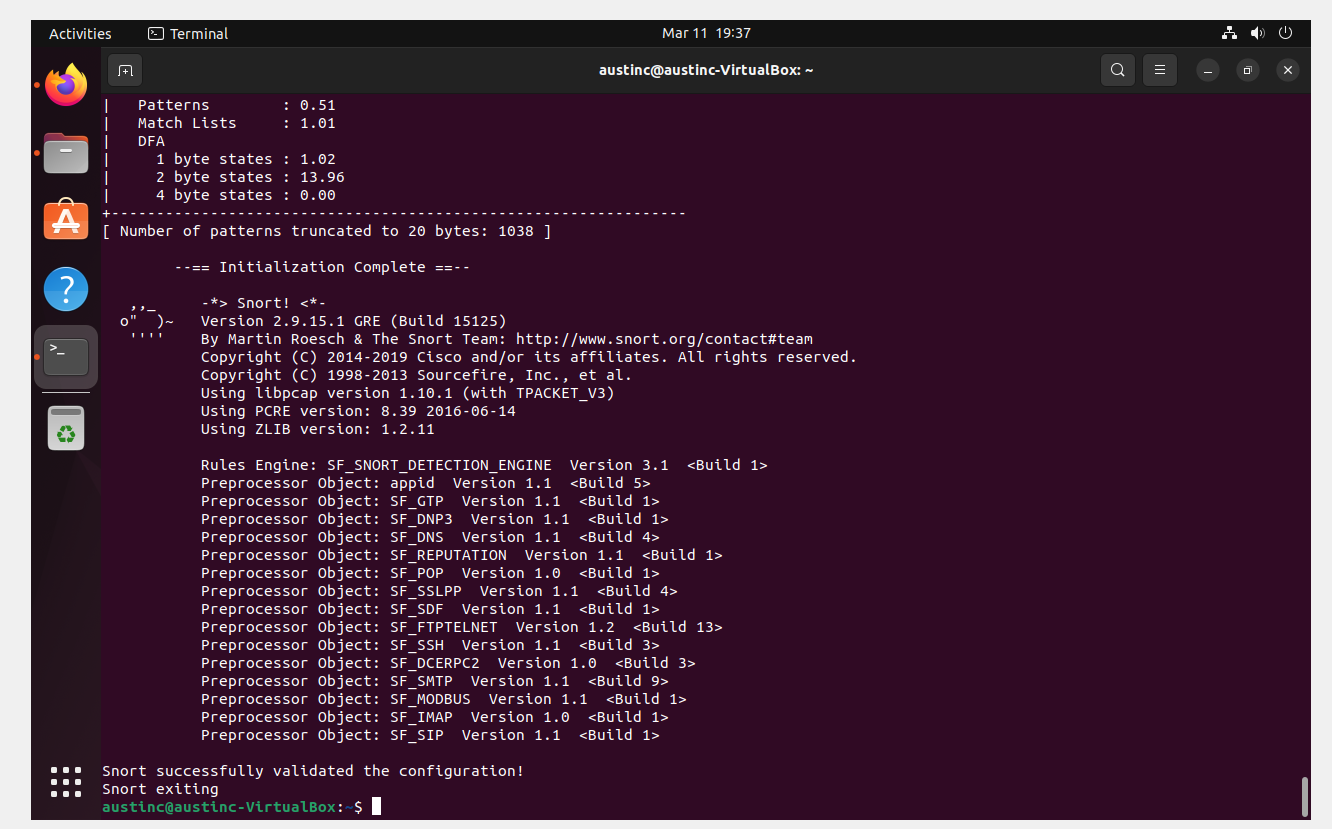 Activities
Terminal
Mar 11  19:37
austinc@austinc-VirtualBox: ~
|   Patterns        : 0.51
|   Match Lists     : 1.01
|   DFA
|     1 byte states : 1.02
|     2 byte states : 13.96
|     4 byte states : 0.00
+----------------------------------------------------------------
[ Number of patterns truncated to 20 bytes: 1038 ]
        --== Initialization Complete ==--
   ,,_     -*> Snort! <*-
  o"  )~   Version 2.9.15.1 GRE (Build 15125)
   ''''    By Martin Roesch & The Snort Team: http://www.snort.org/contact#team
           Copyright (C) 2014-2019 Cisco and/or its affiliates. All rights reserved.
           Copyright (C) 1998-2013 Sourcefire, Inc., et al.
           Using libpcap version 1.10.1 (with TPACKET_V3)
           Using PCRE version: 8.39 2016-06-14
           Using ZLIB version: 1.2.11
           Rules Engine: SF_SNORT_DETECTION_ENGINE  Version 3.1  <Build 1>
           Preprocessor Object: appid  Version 1.1  <Build 5>
           Preprocessor Object: SF_GTP  Version 1.1  <Build 1>
           Preprocessor Object: SF_DNP3  Version 1.1  <Build 1>
           Preprocessor Object: SF_DNS  Version 1.1  <Build 4>
           Preprocessor Object: SF_REPUTATION  Version 1.1  <Build 1>
           Preprocessor Object: SF_POP  Version 1.0  <Build 1>
           Preprocessor Object: SF_SSLPP  Version 1.1  <Build 4>
           Preprocessor Object: SF_SDF  Version 1.1  <Build 1>
           Preprocessor Object: SF_FTPTELNET  Version 1.2  <Build 13>
           Preprocessor Object: SF_SSH  Version 1.1  <Build 3>
           Preprocessor Object: SF_DCERPC2  Version 1.0  <Build 3>
           Preprocessor Object: SF_SMTP  Version 1.1  <Build 9>
           Preprocessor Object: SF_MODBUS  Version 1.1  <Build 1>
           Preprocessor Object: SF_IMAP  Version 1.0  <Build 1>
           Preprocessor Object: SF_SIP  Version 1.1  <Build 1>
Snort successfully validated the configuration!
Snort exiting
austinc@austinc-VirtualBox:~$